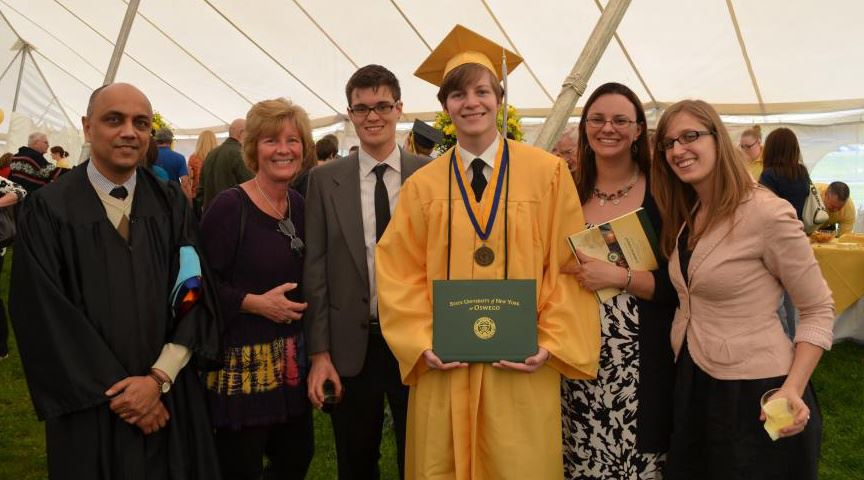 STATE UNIVERSITY of NEW YORK
at OSWEGO